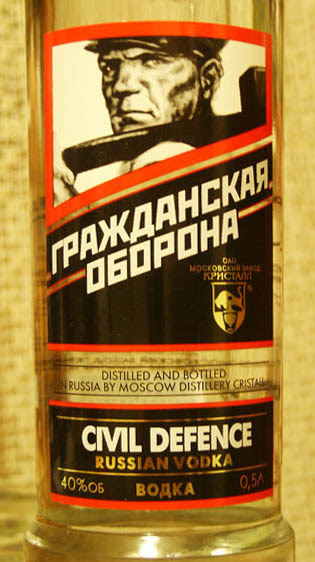 ГРАЖДАНСКАЯ
ОБОРОНА
ОАО
МОСКОВСКИЙ ЗАВОД
КРИСТАЛЛ
®
DISTILLED AND BOTTLED
IN RUSSIA BY MOSCOW DISTILLERY CRISTALL
CIVIL DEFENCE
RUSSIAN VODKA
40%ОБ ВОДКА 0,5Л